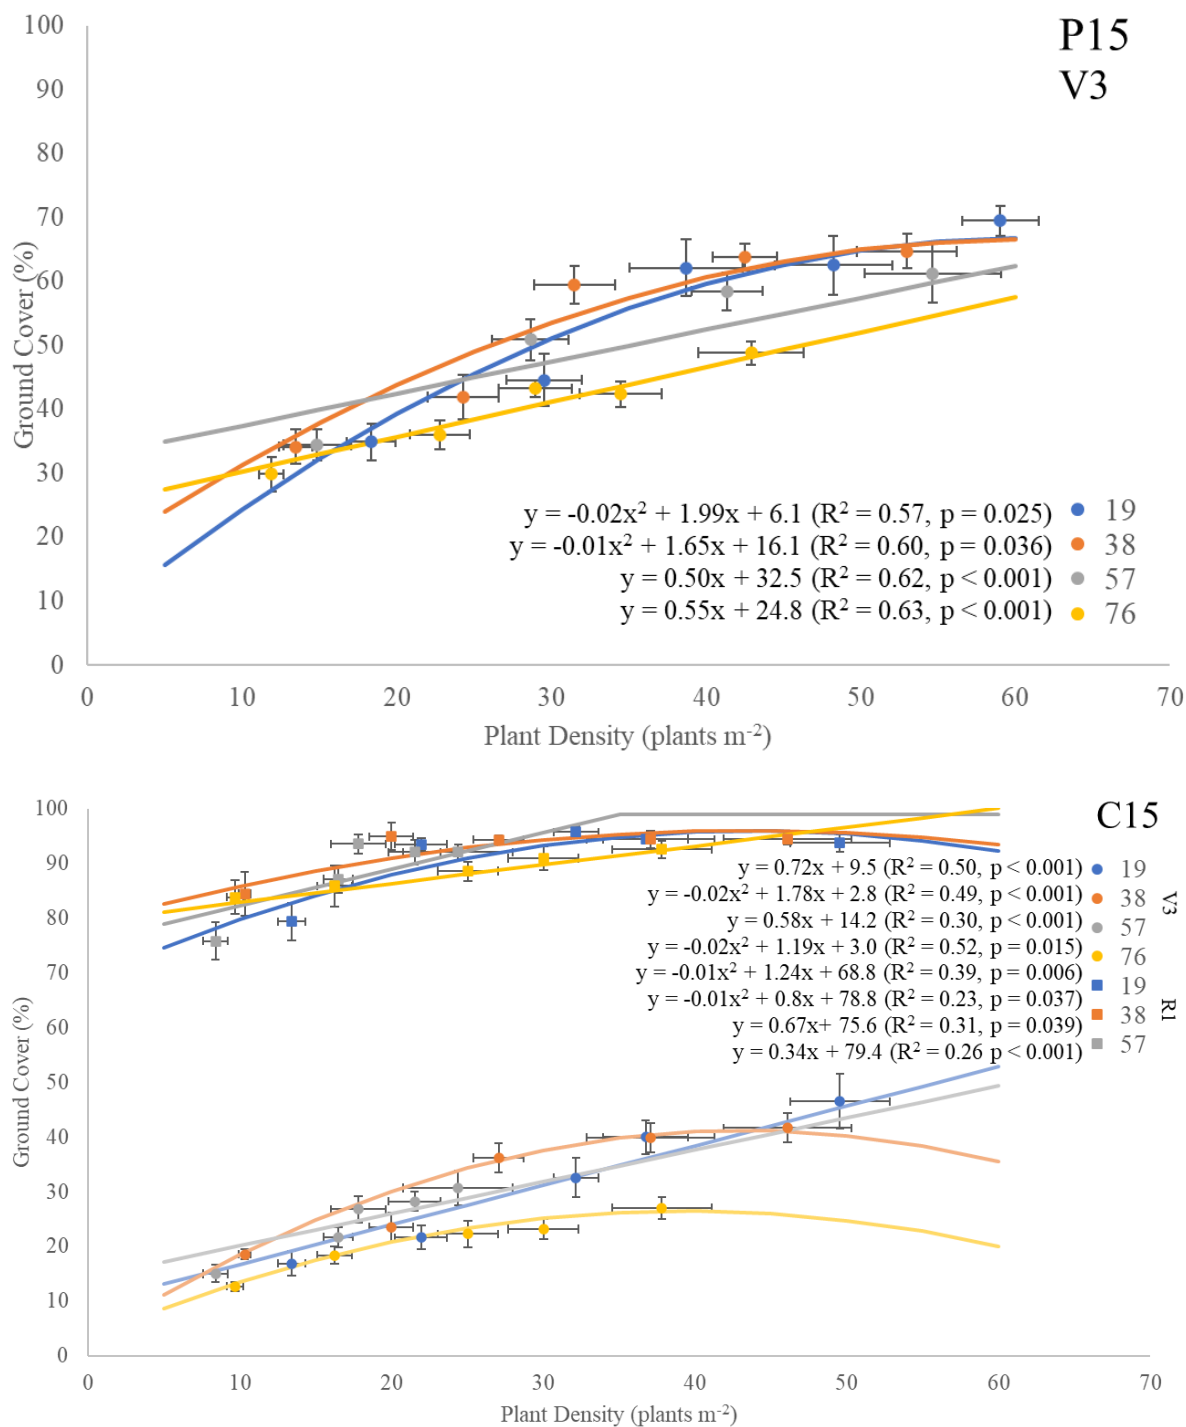 P15
V3
100
90
80
70
60
50
40
30
20
10
0
Ground Cover (%)
y = -0.02x² + 1.99x + 6.1 (R² = 0.57, p = 0.025) 19
y = -0.01x² + 1.65x + 16.1 (R² = 0.60, p = 0.036) 38
y = 0.50x + 32.5 (R² = 0.62, p < 0.001) 57
y = 0.55x + 24.8 (R² = 0.63, p < 0.001) 76
0 10 20 30 40 50 60 70
Plant Density (plants m⁻²)
C15
100
90
80
70
60
50
40
30
20
10
0
Ground Cover (%)
y = 0.72x + 9.5 (R² = 0.50, p < 0.001) 19
y = -0.02x² + 1.78x + 2.8 (R² = 0.49, p < 0.001) 38
y = 0.58x + 14.2 (R² = 0.30, p < 0.001) 57
y = -0.02x² + 1.19x + 3.0 (R² = 0.52, p = 0.015) 76
y = -0.01x² + 1.24x + 68.8 (R² = 0.39, p = 0.006) 19
y = -0.01x² + 0.8x + 78.8 (R² = 0.23, p = 0.037) 38
y = 0.67x+ 75.6 (R² = 0.31, p = 0.039) 57
y = 0.34x + 79.4 (R² = 0.26 p < 0.001)
V3
R1
0 10 20 30 40 50 60 70
Plant Density (plants m⁻²)